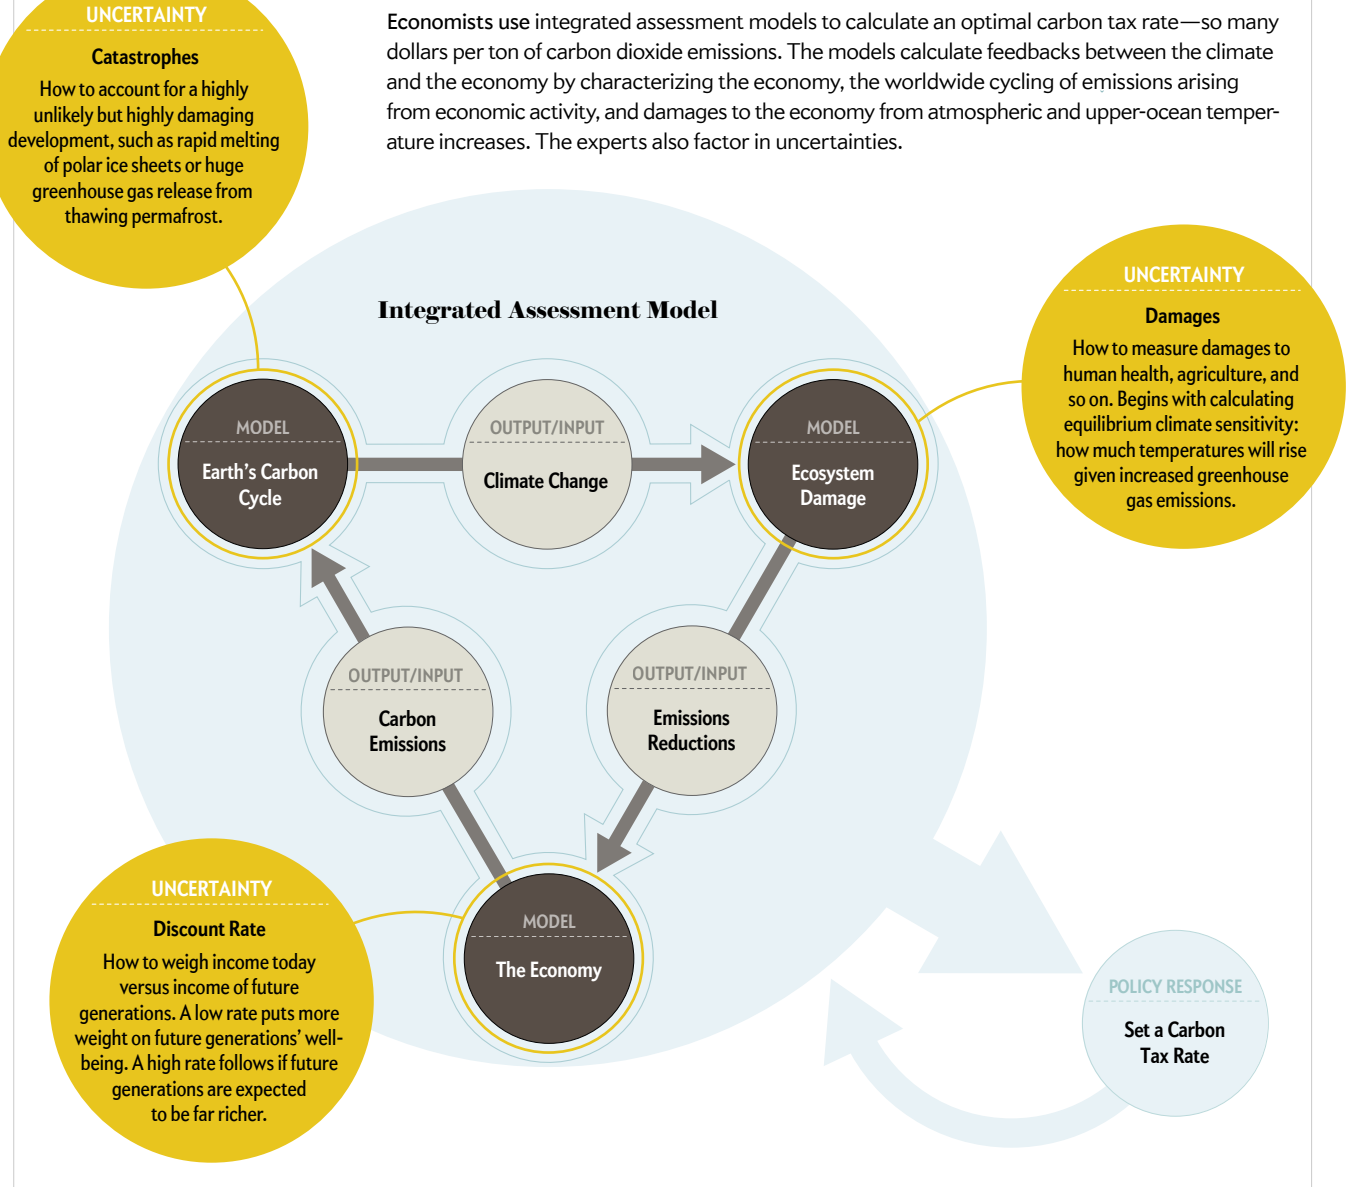 UNCERTAINTY
Catastrophes
How to account for a highly
unlikely but highly damaging
development, such as rapid melting
of polar ice sheets or huge
greenhouse gas release from
thawing permafrost.
Economists use integrated assessment models to calculate an optimal carbon tax rate—so many
dollars per ton of carbon dioxide emissions. The models calculate feedbacks between the climate
and the economy by characterizing the economy, the worldwide cycling of emissions arising
from economic activity, and damages to the economy from atmospheric and upper-ocean temper-
ature increases. The experts also factor in uncertainties.
Integrated Assessment Model
UNCERTAINTY
Damages
How to measure damages to
human health, agriculture, and
so on. Begins with calculating
equilibrium climate sensitivity:
how much temperatures will rise
given increased greenhouse
gas emissions.
MODEL
Earth's Carbon
Cycle
OUTPUT/INPUT
Climate Change
MODEL
Ecosystem
Damage
OUTPUT/INPUT
Carbon
Emissions
OUTPUT/INPUT
Emissions
Reductions
UNCERTAINTY
Discount Rate
How to weigh income today
versus income of future
generations. A low rate puts more
weight on future generations' well-
being. A high rate follows if future
generations are expected
to be far richer.
MODEL
The Economy
POLICY RESPONSE
Set a Carbon
Tax Rate